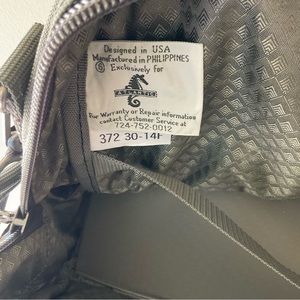 Designed in USA
Manufactured in PHILIPPINES
Exclusively for
ATLANTIC
For Warranty or Repair information
contact Customer Service at
724-752-0012
372 30-14F